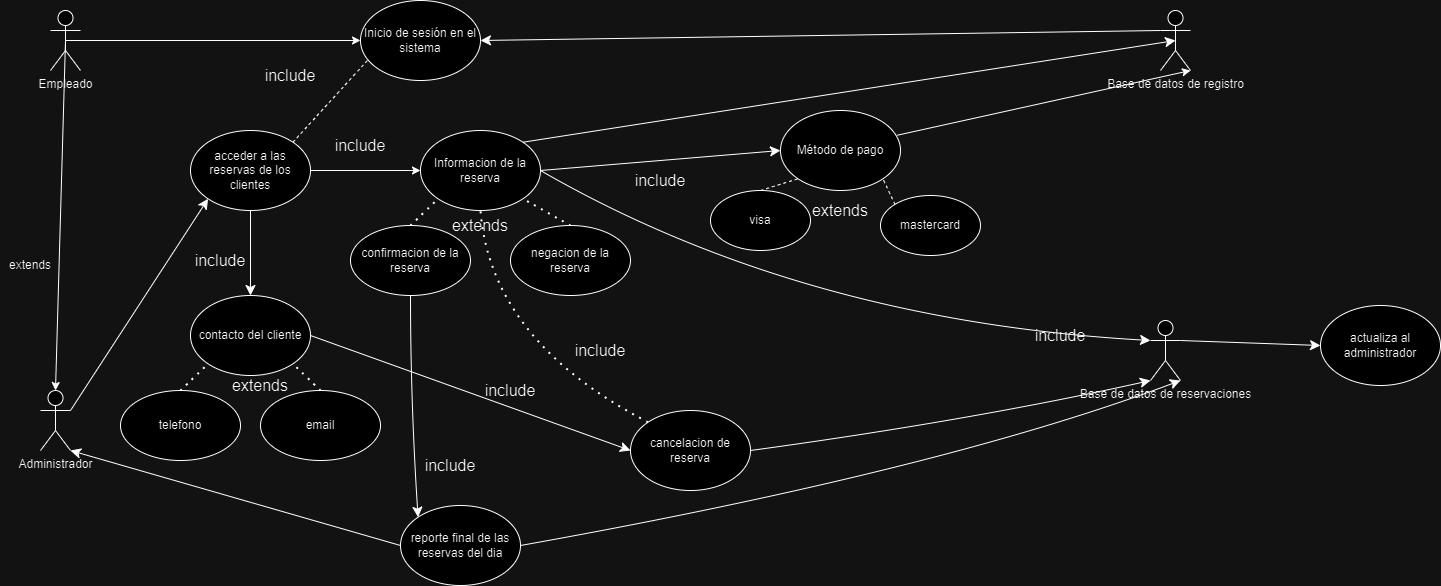 Inicio de sesión en el
sistema
Empleado
include
Base de datos de registro
acceder a las
reservas de los
clientes
include
Informacion de la
reserva
include
Método de pago
visa
extends
mastercard
extends
confirmacion de la
reserva
negacion de la
reserva
extends
include
contacto del cliente
extends
telefono
email
include
include
include
Base de datos de reservaciones
actualiza al
administrador
Administrador
cancelacion de
reserva
include
reporte final de las
reservas del dia